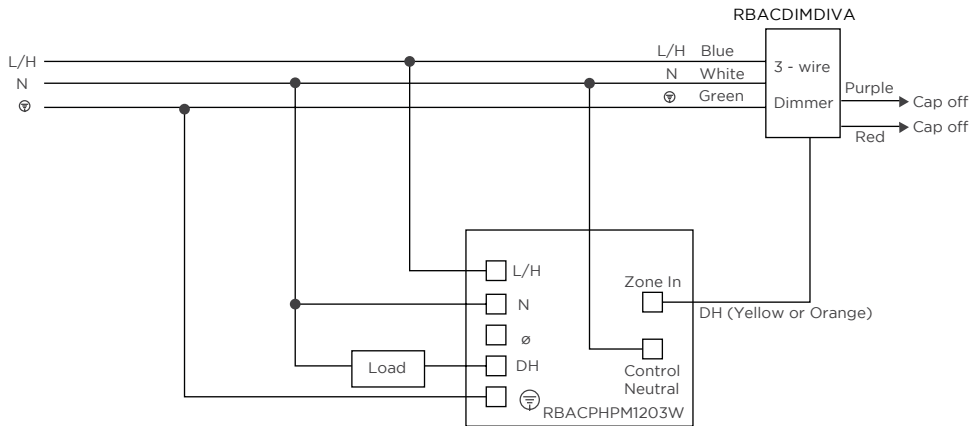 RBACDIMDIVA
L/H
N
L/H Blue
N White
Green
3 - wire
Dimmer
Purple
Cap off
Red
Cap off
L/H
N
ø
DH
Load
Zone In
DH (Yellow or Orange)
Control
Neutral
RBACPHPM1203W